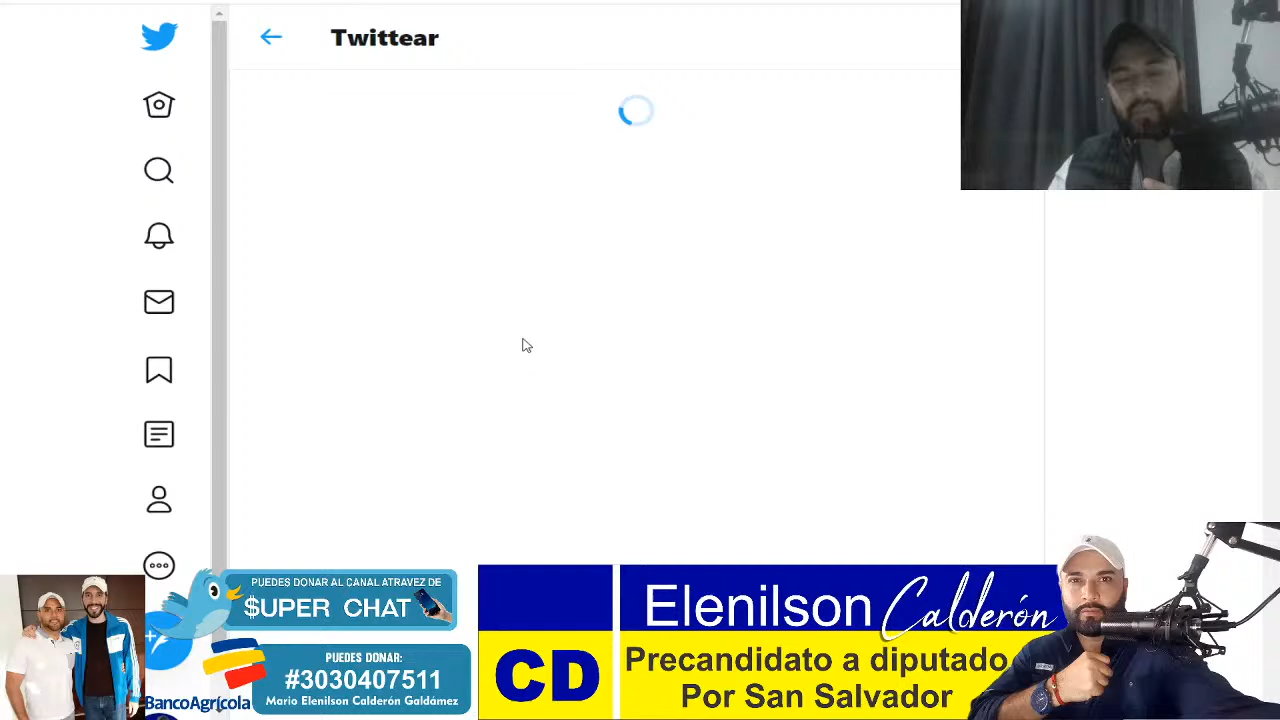 Twittear
PUEDES DONAR AL CANAL ATRAVEZ DE
$UPER CHAT
BancoAgrícola
PUEDES DONAR:
#3030407511
Mario Elenilson Calderón Galdámez
Elenilson Calderón
CD
Precandidato a diputado
Por San Salvador